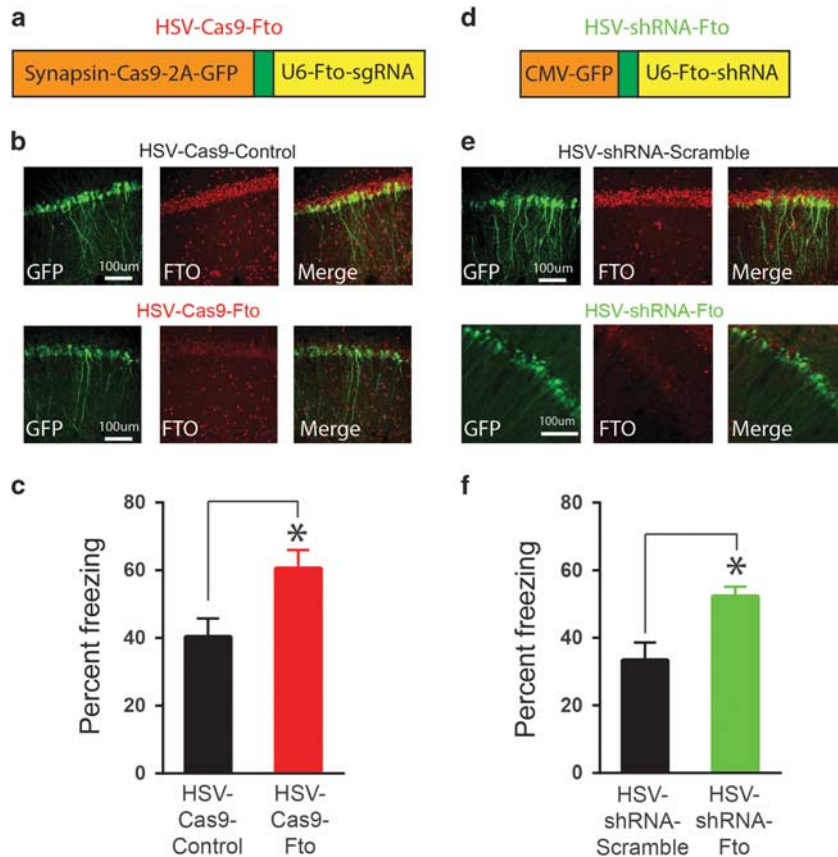 a
HSV-Cas9-Fto
Synapsin-Cas9-2A-GFP
U6-Fto-sgRNA
b
HSV-Cas9-Control
GFP
100um
FTO
Merge
HSV-Cas9-Fto
GFP
100um
FTO
Merge
c
Percent freezing
80
60
40
20
0
*
HSV-
Cas9-
Control
HSV-
Cas9-
Fto
d
HSV-shRNA-Fto
CMV-GFP
U6-Fto-shRNA
e
HSV-shRNA-Scramble
GFP
100um
FTO
Merge
HSV-shRNA-Fto
GFP
100um
FTO
Merge
f
Percent freezing
80
60
40
20
0
*
HSV-
shRNA-
Scramble
HSV-
shRNA-
Fto